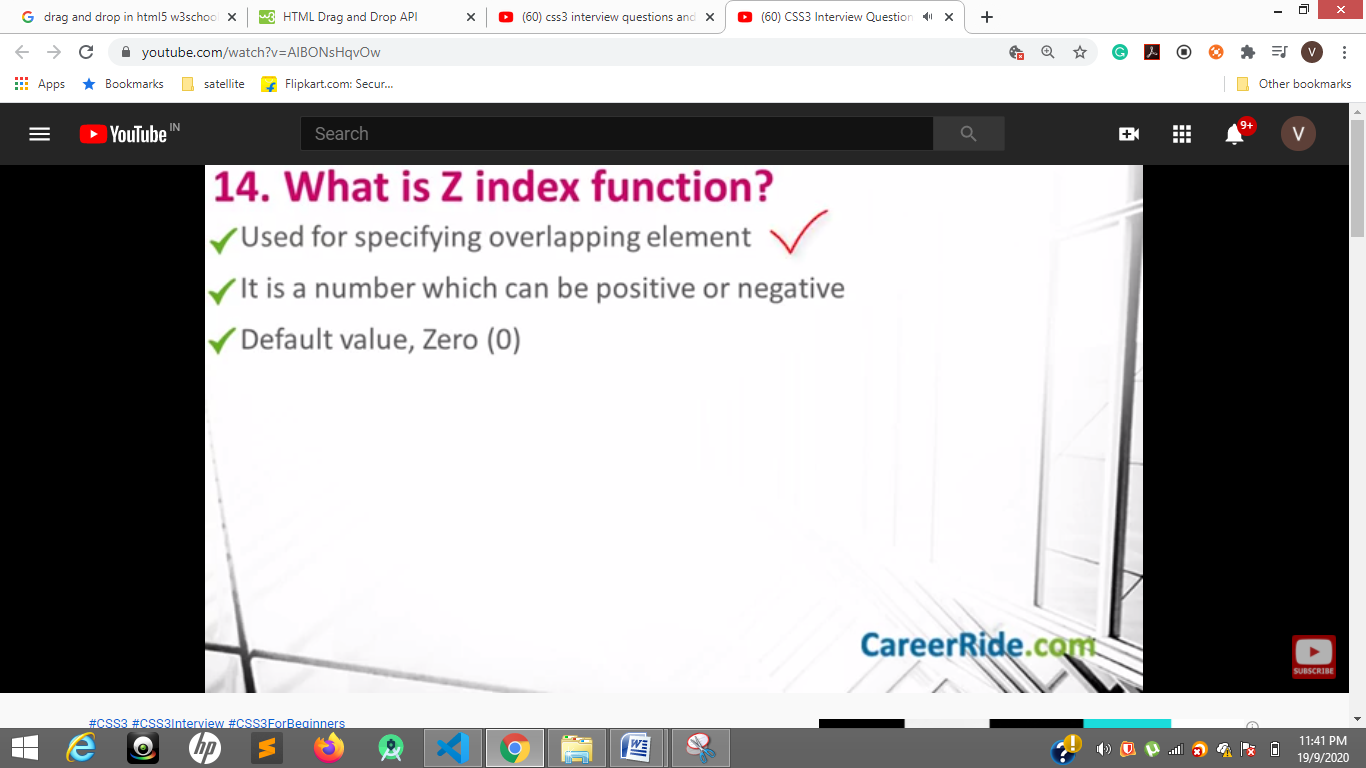 drag and drop in html5 w3school
HTML Drag and Drop API
(60) css3 interview questions and
(60) CSS3 Interview Question
youtube.com/watch?v=AIBONsHqvOw
V
Apps
Bookmarks
satellite
Flipkart.com: Secur...
Other bookmarks
YouTube IN
Search
9+
V
14. What is Z index function?
Used for specifying overlapping element
It is a number which can be positive or negative
Default value, Zero (0)
CareerRide.com
SUBSCRIBE
#CSS3 #CSS3Interview #CSS3ForBeginners
hp
11:41 PM
19/9/2020